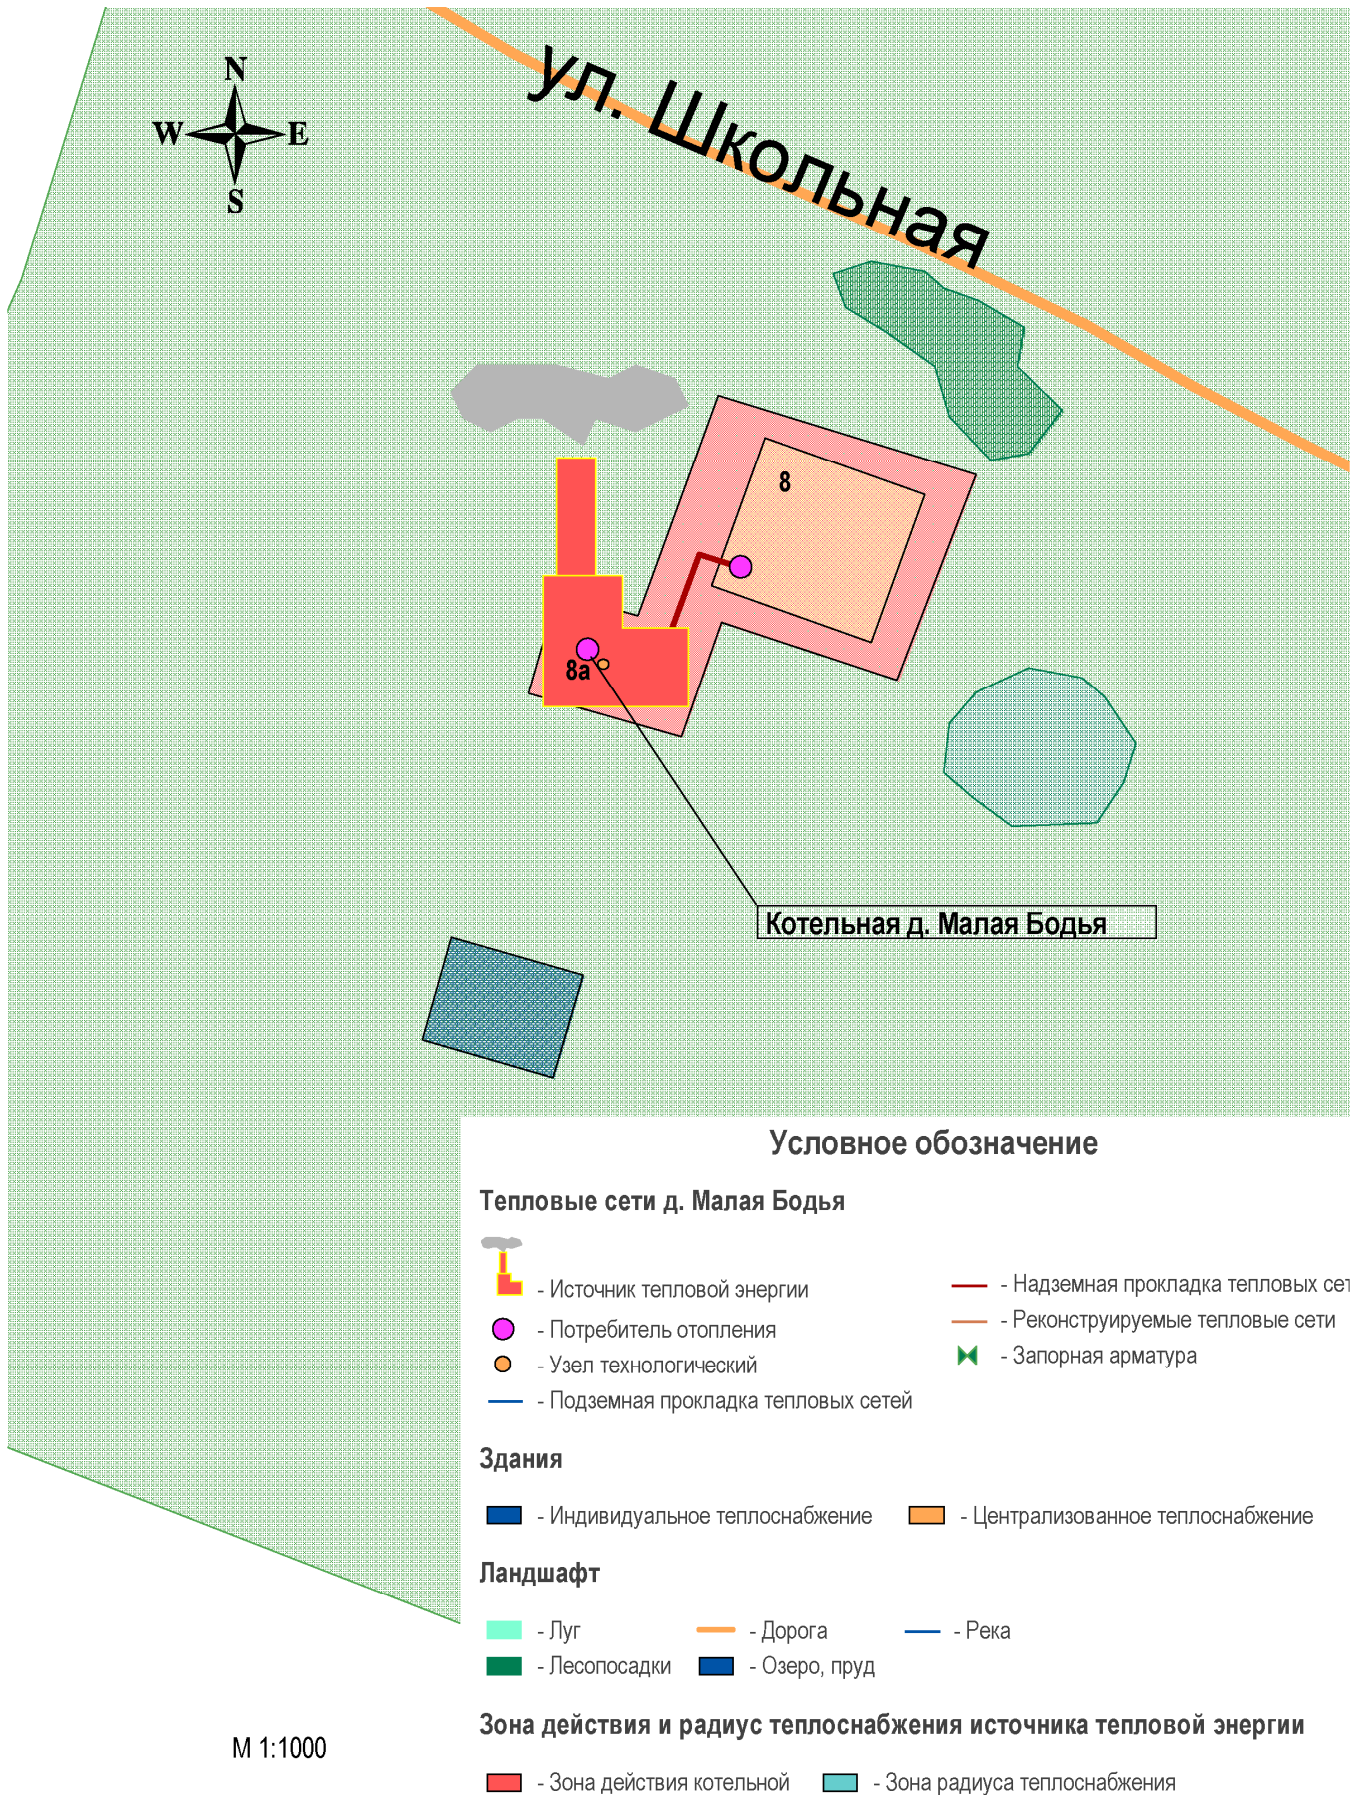 N
W E
S
ул. Школьная
8
8а
Котельная д. Малая Бодья
Условное обозначение
Тепловые сети д. Малая Бодья
- Источник тепловой энергии
- Надземная прокладка тепловых сет
- Потребитель отопления
- Реконструируемые тепловые сети
- Узел технологический
- Запорная арматура
- Подземная прокладка тепловых сетей
Здания
- Индивидуальное теплоснабжение
- Централизованное теплоснабжение
Ландшафт
- Луг
- Дорога
- Река
- Лесопосадки
- Озеро, пруд
Зона действия и радиус теплоснабжения источника тепловой энергии
М 1:1000
- Зона действия котельной
- Зона радиуса теплоснабжения